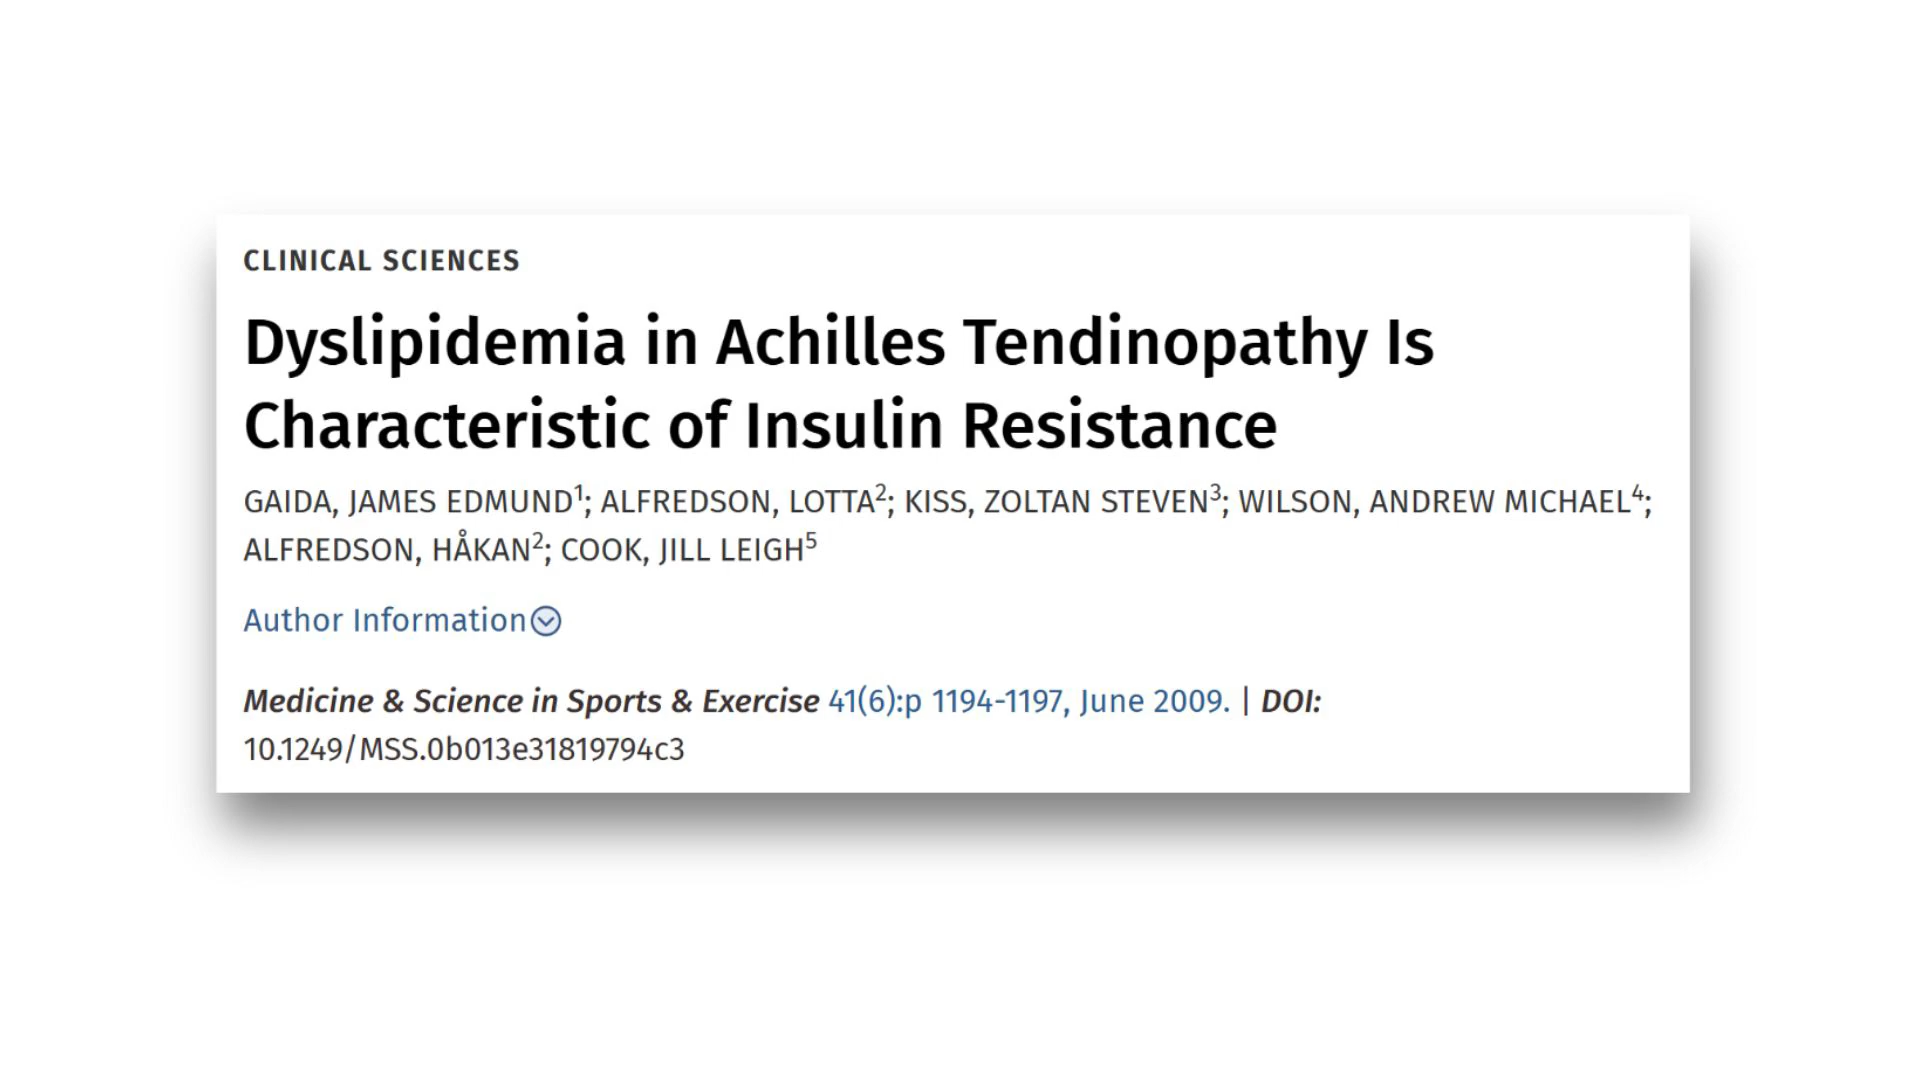 CLINICAL SCIENCES
Dyslipidemia in Achilles Tendinopathy Is
Characteristic of Insulin Resistance
GAIDA, JAMES EDMUND1; ALFREDSON, LOTTA2; KISS, ZOLTAN STEVEN3; WILSON, ANDREW MICHAEL4;
ALFREDSON, HÅKAN2; COOK, JILL LEIGH5
Author Information
Medicine & Science in Sports & Exercise 41(6):p 1194-1197, June 2009. | DOI:
10.1249/MSS.0b013e31819794c3